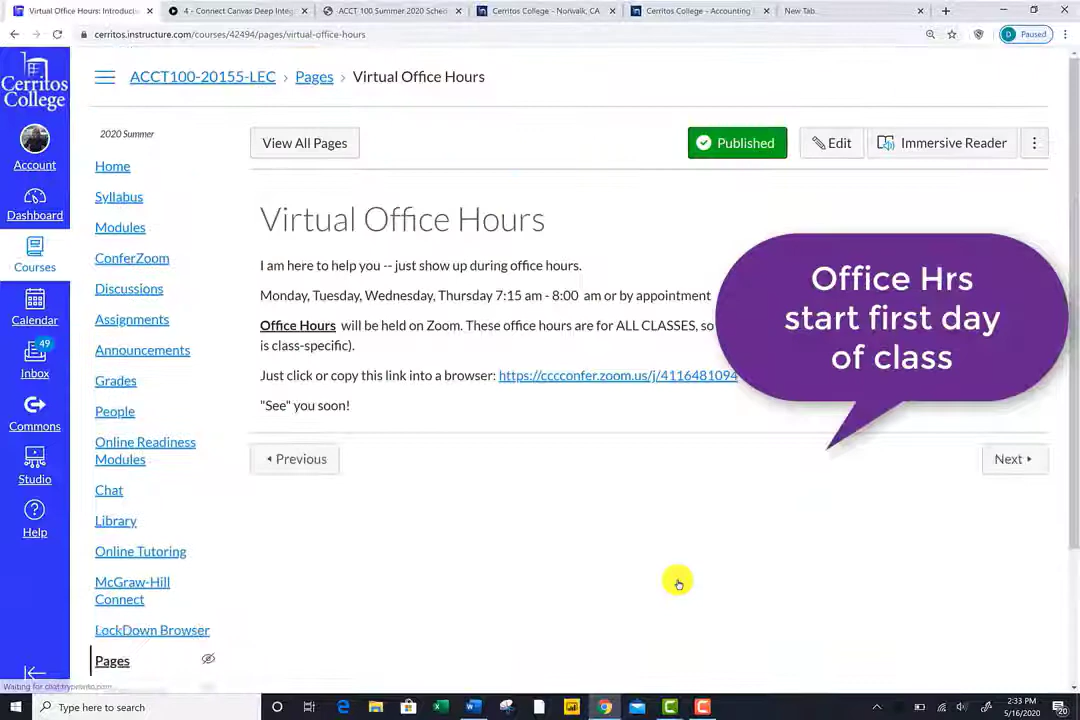 Virtual Office Hours: Introducti
4 - Connect Canvas Deep Integ
ACCT 100 Summer 2020 Sched
Cerritos College - Norwalk, CA
Cerritos College - Accounting
New Tab
cerritos.instructure.com/courses/42494/pages/virtual-office-hours
D Paused
Cerritos
College
Account
Dashboard
Courses
Calendar
49
Inbox
Commons
Studio
Help
ACCT100-20155-LEC › Pages › Virtual Office Hours
2020 Summer
Home
Syllabus
Modules
ConferZoom
Discussions
Assignments
Announcements
Grades
People
Online Readiness
Modules
Chat
Library
Online Tutoring
McGraw-Hill
Connect
LockDown Browser
Pages
View All Pages
Published
Edit
Immersive Reader
Virtual Office Hours
I am here to help you -- just show up during office hours.
Monday, Tuesday, Wednesday, Thursday 7:15 am - 8:00 am or by appointment
Office Hours will be held on Zoom. These office hours are for ALL CLASSES, so
is class-specific).
Just click or copy this link into a browser: https://cccconfer.zoom.us/j/4116481094
"See" you soon!
Previous
Next
Office Hrs
start first day
of class
Waiting for chat.trypronto.com...
Type here to search
2:33 PM
5/16/2020
20